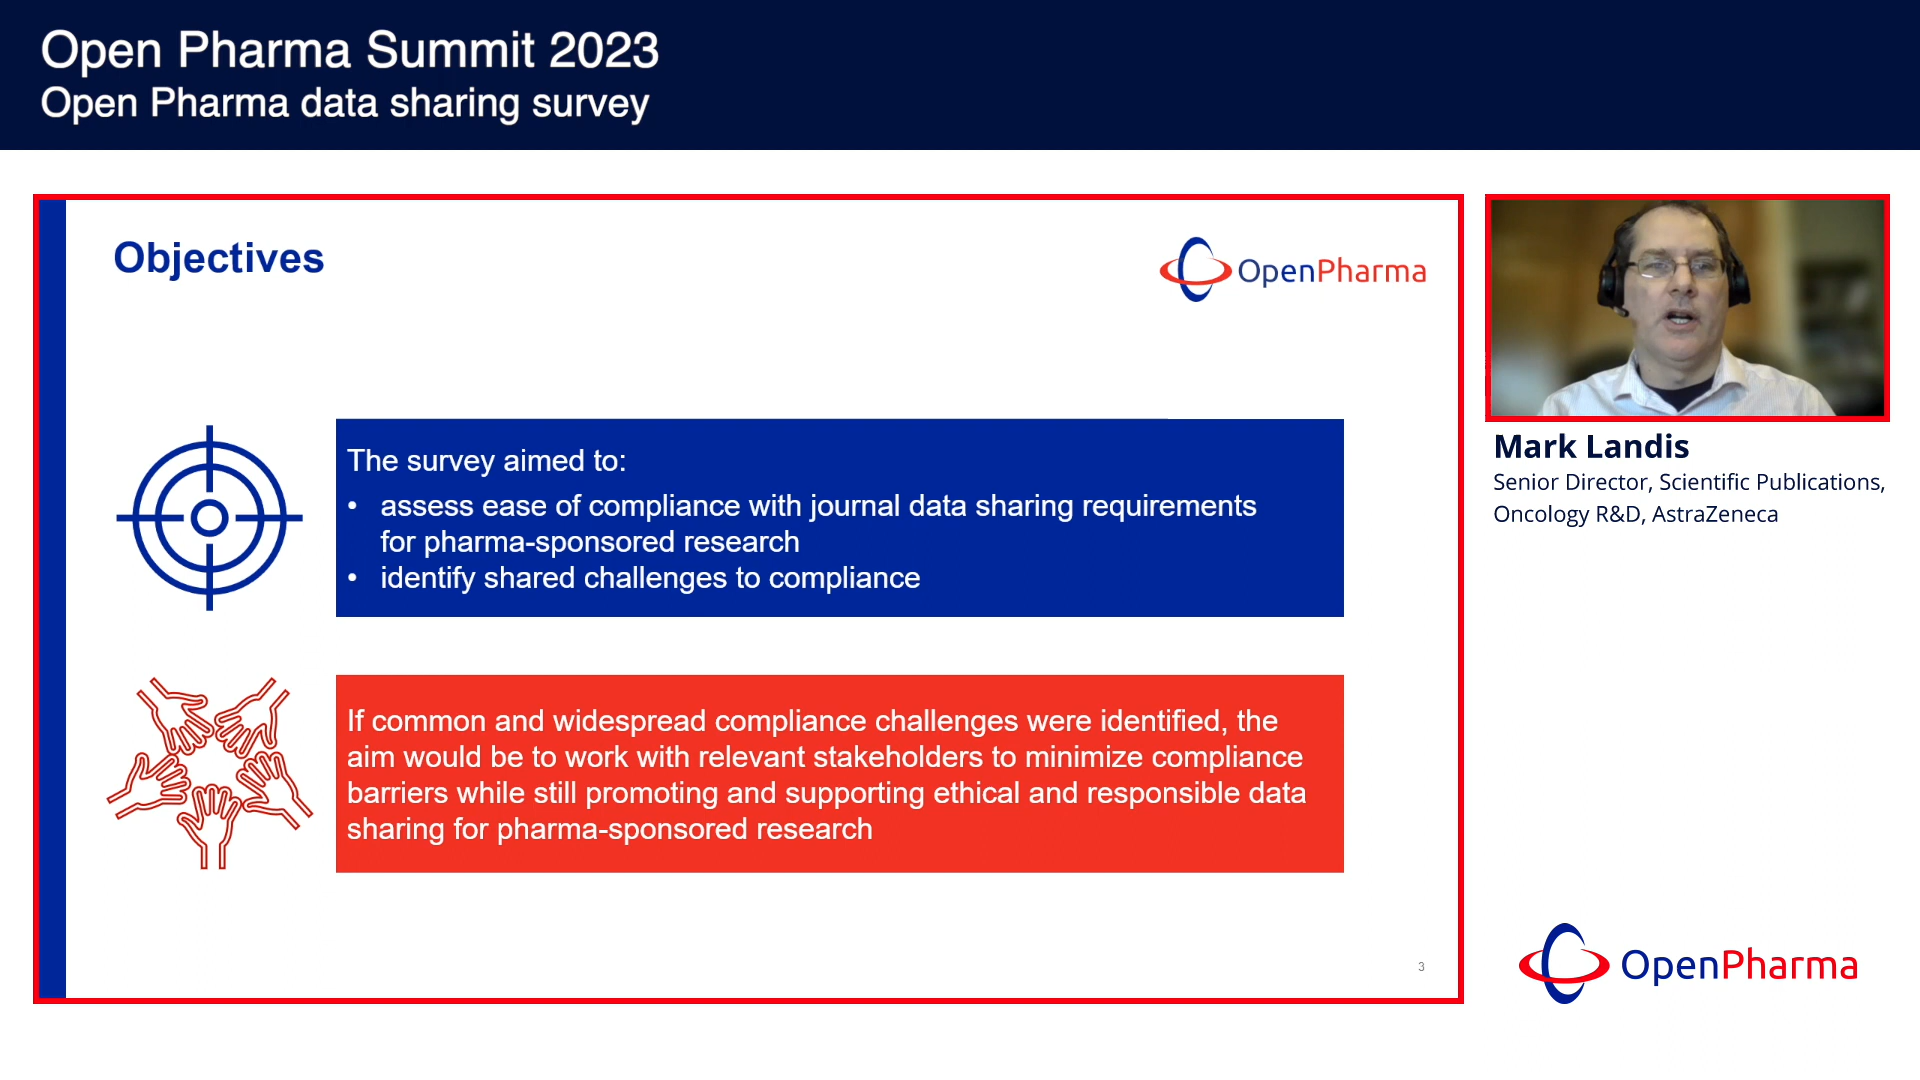 Open Pharma Summit 2023
Open Pharma data sharing survey
Objectives
OpenPharma
The survey aimed to:
• assess ease of compliance with journal data sharing requirements
for pharma-sponsored research
• identify shared challenges to compliance
If common and widespread compliance challenges were identified, the
aim would be to work with relevant stakeholders to minimize compliance
barriers while still promoting and supporting ethical and responsible data
sharing for pharma-sponsored research
3
Mark Landis
Senior Director, Scientific Publications,
Oncology R&D, AstraZeneca
OpenPharma